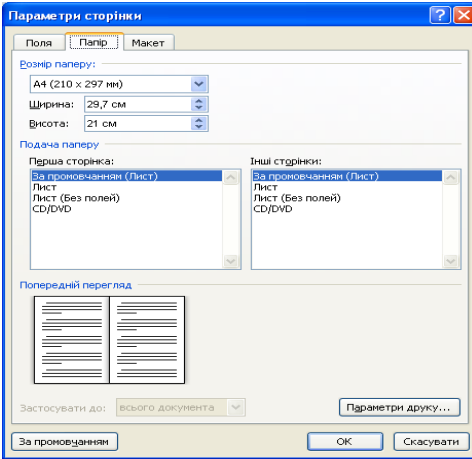 Параметри сторінки
Поля Папір Макет
Розмір паперу:
A4 (210 x 297 мм)
Ширина: 29,7 см
Висота: 21 см
Подача паперу
Перша сторінка: Інші сторінки:
За промовчанням (Лист) За промовчанням (Лист)
Лист Лист
Лист (Без полей) Лист (Без полей)
CD/DVD CD/DVD
Попередній перегляд
Застосувати до: всього документа Параметри друку...
За промовчанням ОК Скасувати